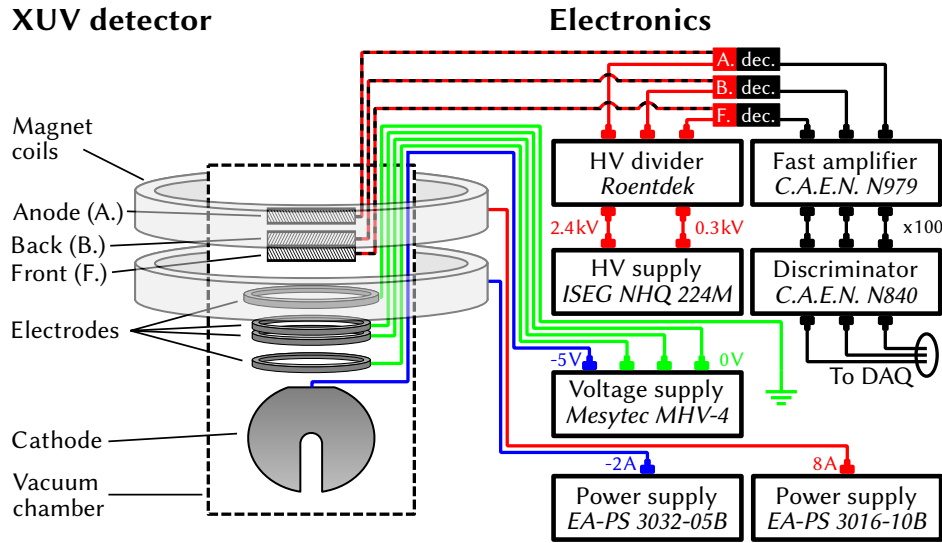 XUV detector
Electronics
A. dec.
B. dec.
F. dec.
Magnet
coils
Anode (A.)
Back (B.)
Front (F.)
Electrodes
Cathode
Vacuum
chamber
HV divider
Roentdek
Fast amplifier
C.A.E.N. N979
2.4kV
0.3kV
x100
HV supply
ISEG NHQ 224M
Discriminator
C.A.E.N. N840
-5V
0V
To DAQ
Voltage supply
Mesytec MHV-4
-2A
8A
Power supply
EA-PS 3032-05B
Power supply
EA-PS 3016-10B